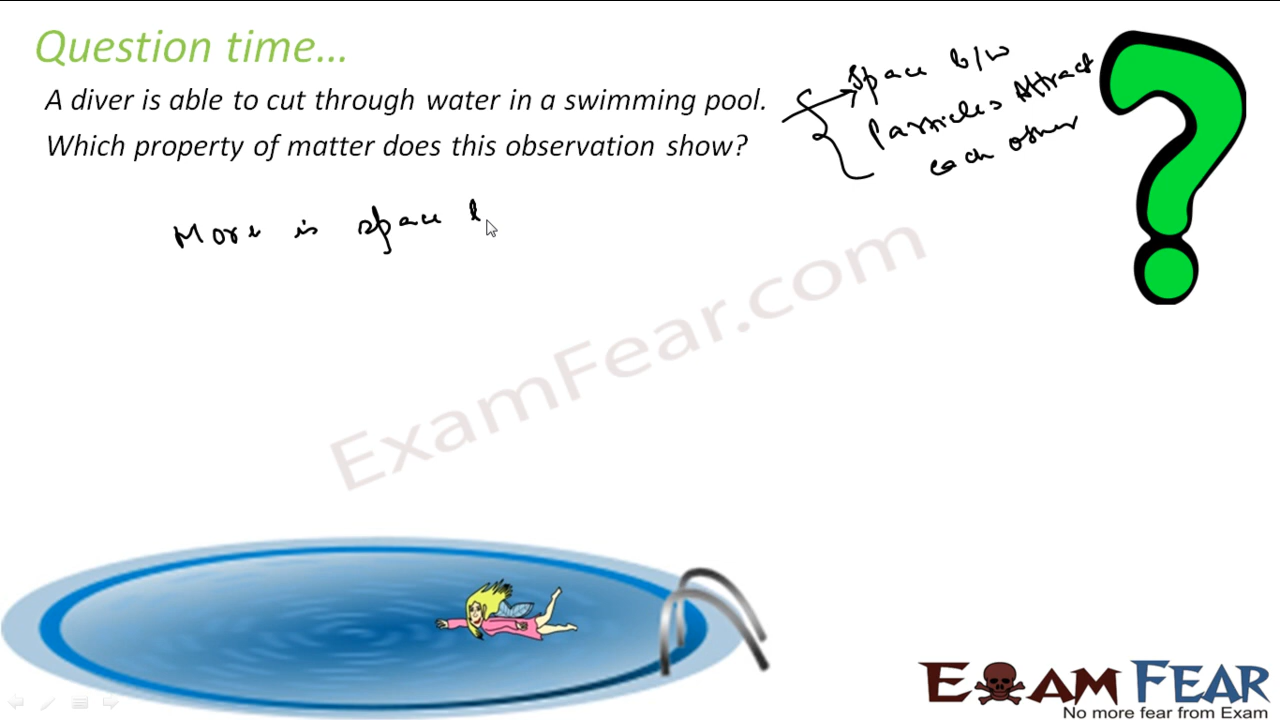 Question time...
A diver is able to cut through water in a swimming pool.
Which property of matter does this observation show?
Space b/w
Particles Attract
each other
More is space
ExamFear.com
EXAM FEAR
No more fear from Exam